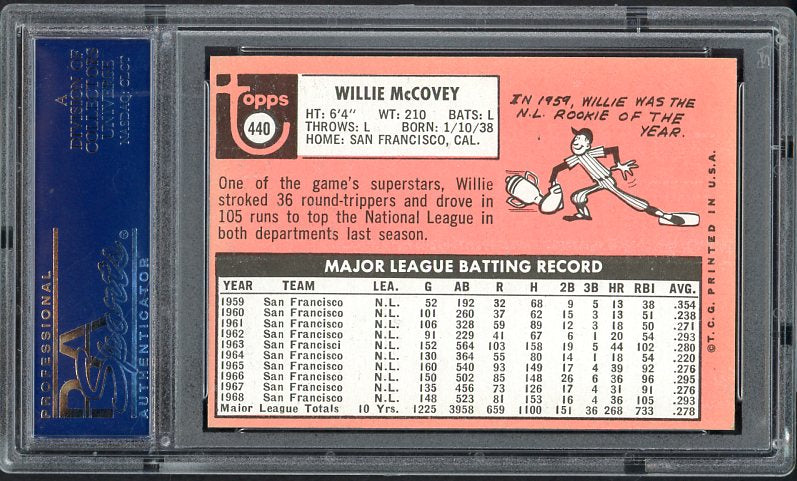 A
DIVISION OF
COLLECTORS
UNIVERSE
NASDAQ: CLCT
PROFESSIONAL
PSA
Sports
®
AUTHENTICATOR
Topps
440
WILLIE McCOVEY
HT: 6'4" WT: 210 BATS: L
THROWS: L BORN: 1/10/38
HOME: SAN FRANCISCO, CAL.
IN 1959, WILLIE WAS THE
N.L. ROOKIE OF THE
YEAR.
One of the game's superstars, Willie
stroked 36 round-trippers and drove in
105 runs to top the National League in
both departments last season.
MAJOR LEAGUE BATTING RECORD
YEAR TEAM LEA. G AB R H 2B 3B HR RBI AVG.
1959 San Francisco N.L. 52 192 32 68 9 5 13 38 .354
1960 San Francisco N.L. 101 260 37 62 15 3 13 51 .238
1961 San Francisco N.L. 106 328 59 89 12 3 18 50 .271
1962 San Francisco N.L. 91 229 41 67 6 1 20 54 .293
1963 San Francisci N.L. 152 564 103 158 19 5 44 102 .280
1964 San Francisco N.L. 130 364 55 80 14 1 18 54 .220
1965 San Francisco N.L. 160 540 93 149 17 4 39 92 .276
1966 San Francisco N.L. 150 502 85 148 26 6 36 96 .295
1967 San Francisco N.L. 135 456 73 126 17 4 31 91 .276
1968 San Francisco N.L. 148 523 81 153 16 4 36 105 .293
Major League Totals 10 Yrs. 1225 3958 659 1100 151 36 268 733 .278
©T.C.G. PRINTED IN U.S.A.